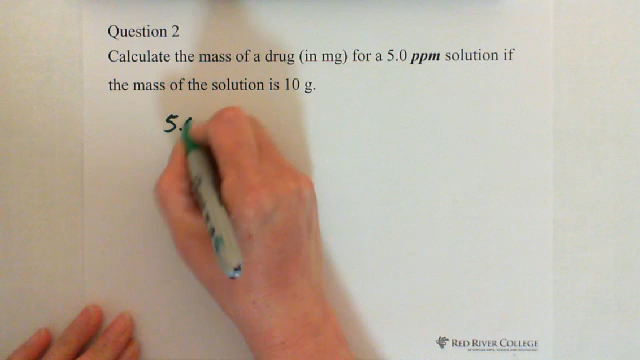 Question 2
Calculate the mass of a drug (in mg) for a 5.0 ppm solution if
the mass of the solution is 10 g.
5.
RED RIVER COLLEGE